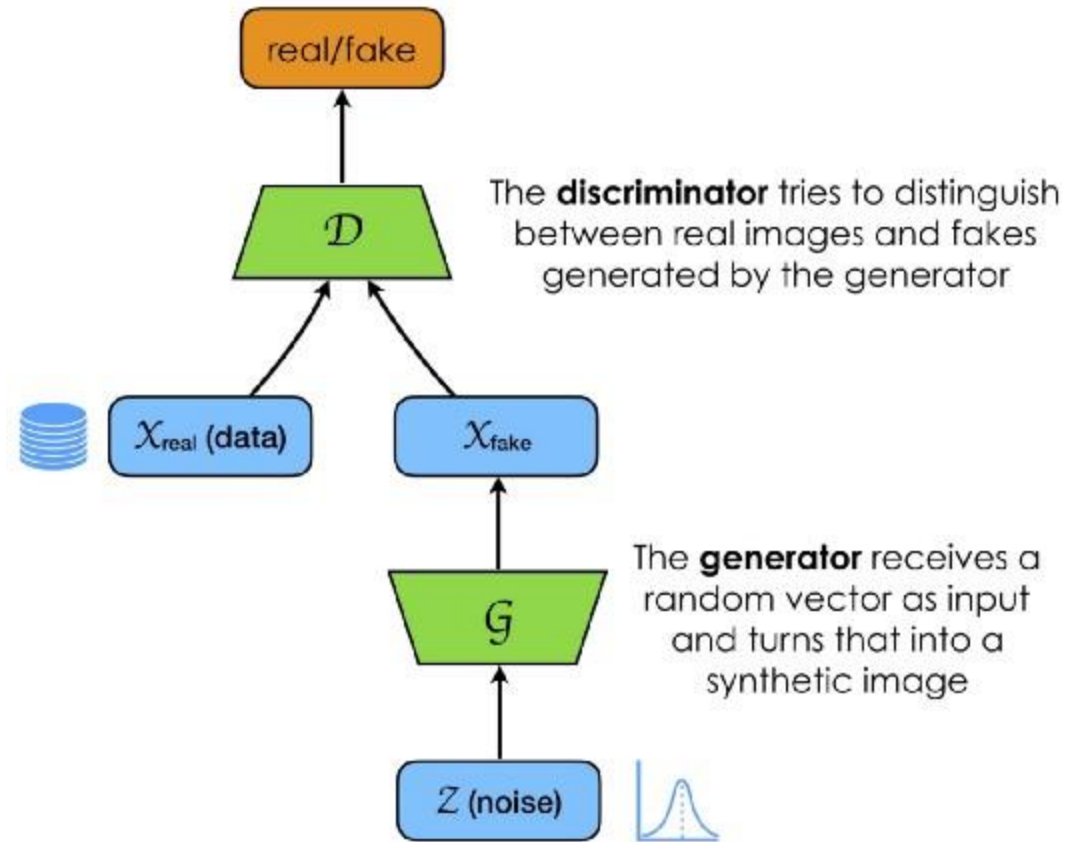 real/fake
𝒟
The discriminator tries to distinguish
between real images and fakes
generated by the generator
𝒳real (data)
𝒳fake
The generator receives a
random vector as input
and turns that into a
synthetic image
𝒢
𝒵 (noise)